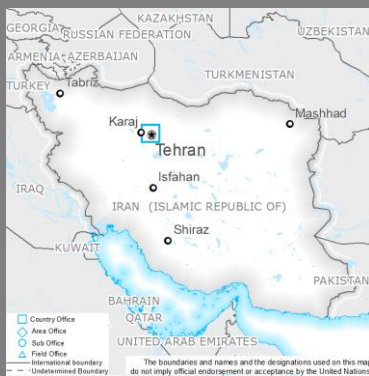 KAZAKHSTAN
GEORGIA
RUSSIAN FEDERATION
UZBEKISTAN
ARMENIA
AZERBAIJAN
TURKMENISTAN
TURKEY
Tabriz
Karaj
Mashhad
Tehran
Isfahan
IRAQ
IRAN (ISLAMIC REPUBLIC OF)
Shiraz
KUWAIT
PAKISTAN
BAHRAIN
QATAR
UNITED ARAB EMIRATES
Country Office
Area Office
Sub Office
Field Office
International boundary
Undetermined Boundary
The boundaries and names and the designations used on this map
do not imply official endorsement or acceptance by the United Nations